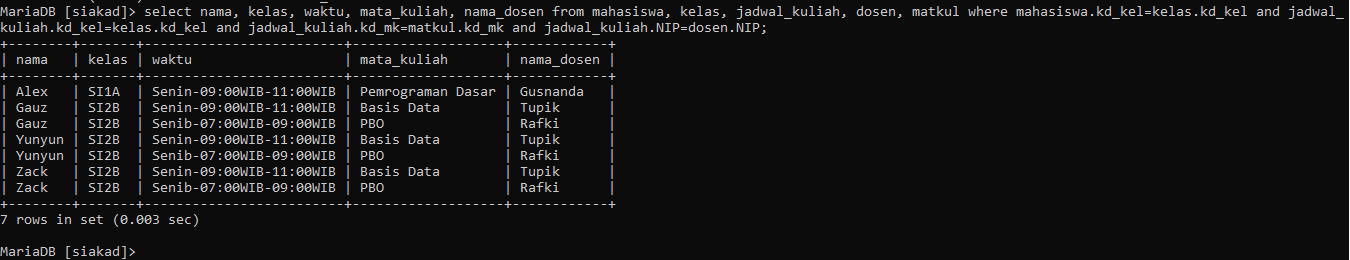 MariaDB [siakad]> select nama, kelas, waktu, mata_kuliah, nama_dosen from mahasiswa, kelas, jadwal_kuliah, dosen, matkul where mahasiswa.kd_kel=kelas.kd_kel and jadwal_
kuliah.kd_kel=kelas.kd_kel and jadwal_kuliah.kd_mk=matkul.kd_mk and jadwal_kuliah.NIP=dosen.NIP;
+--------+-------+-------------------------+-------------------+------------+
| nama   | kelas | waktu                   | mata_kuliah       | nama_dosen |
+--------+-------+-------------------------+-------------------+------------+
| Alex   | SI1A  | Senin-09:00WIB-11:00WIB | Pemrograman Dasar | Gusnanda   |
| Gauz   | SI2B  | Senin-09:00WIB-11:00WIB | Basis Data        | Tupik      |
| Gauz   | SI2B  | Senib-07:00WIB-09:00WIB | PBO               | Rafki      |
| Yunyun | SI2B  | Senin-09:00WIB-11:00WIB | Basis Data        | Tupik      |
| Yunyun | SI2B  | Senib-07:00WIB-09:00WIB | PBO               | Rafki      |
| Zack   | SI2B  | Senin-09:00WIB-11:00WIB | Basis Data        | Tupik      |
| Zack   | SI2B  | Senib-07:00WIB-09:00WIB | PBO               | Rafki      |
+--------+-------+-------------------------+-------------------+------------+
7 rows in set (0.003 sec)
MariaDB [siakad]>